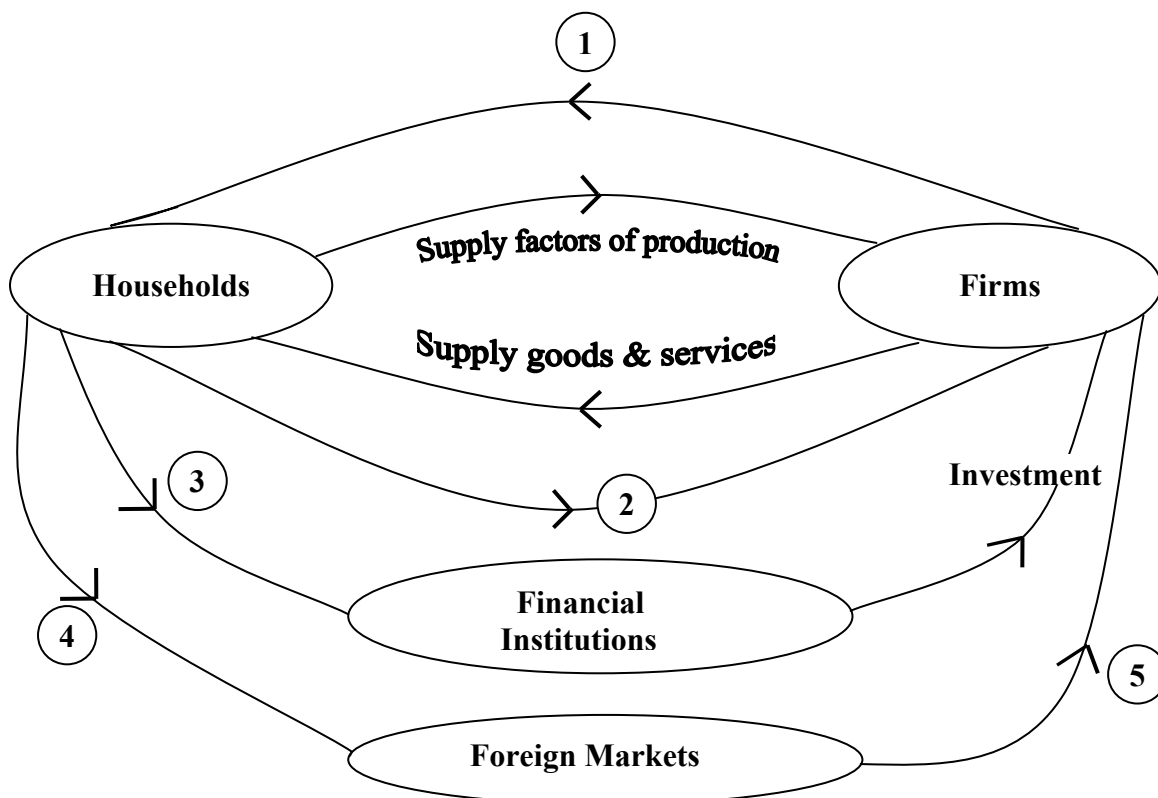 1
Supply factors of production
Households
Firms
Supply goods & services
Investment
3
2
Financial
Institutions
4
5
Foreign Markets